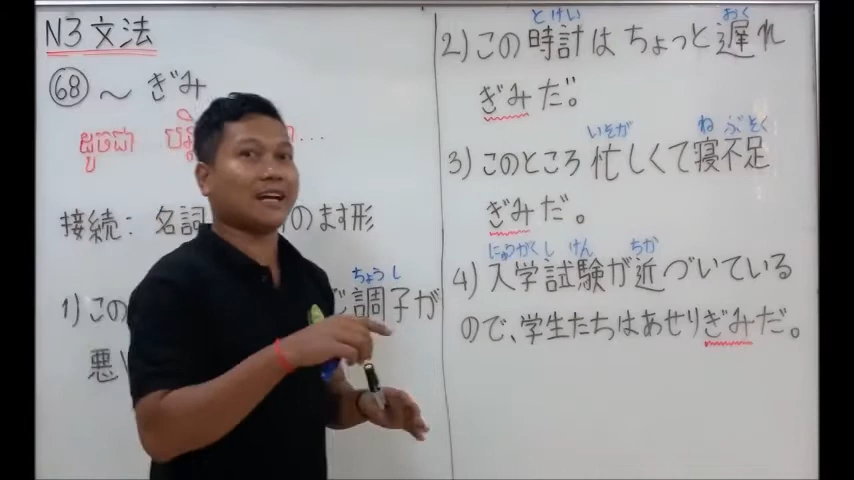 N3文法
68 ~ ぎみ
ដូចជា ...
接続: 名詞 のます形
1) この 調子が
ちょうし
悪い
2) この時計はちょっと遅れ
とけい おく
ぎみだ。
3) このところ忙しくて寝不足
いそが ねぶそく
ぎみだ。
4) 入学試験が近づいている
にゅうがくしけん ちか
ので、学生たちはあせりぎみだ。